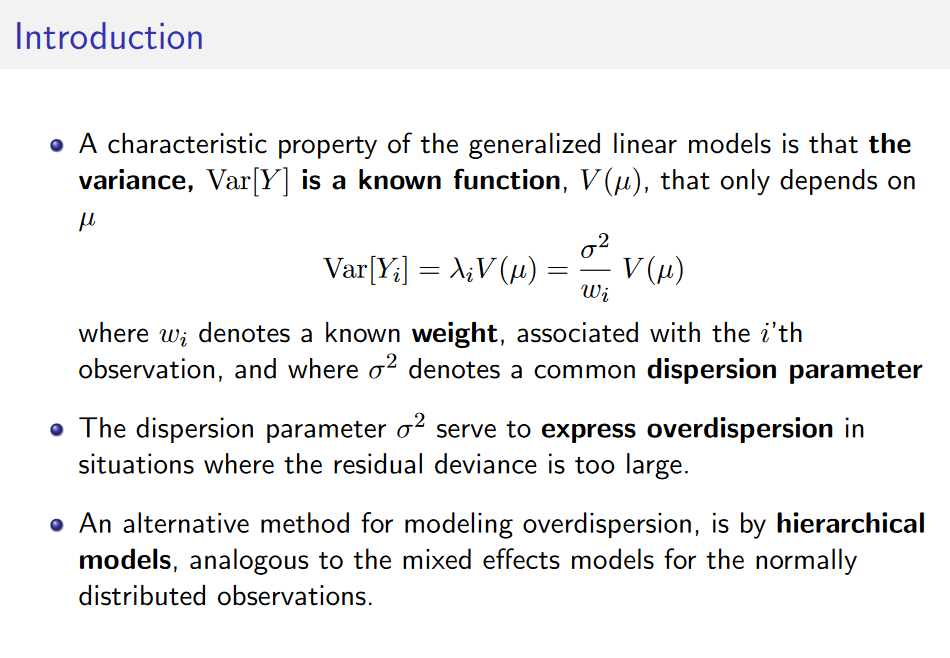 Introduction
A characteristic property of the generalized linear models is that the
variance, Var[Y] is a known function, V(μ), that only depends on
μ
Var[Yᵢ] = λᵢV(μ) = σ²/wᵢ V(μ)
where wᵢ denotes a known weight, associated with the i'th
observation, and where σ² denotes a common dispersion parameter
The dispersion parameter σ² serve to express overdispersion in
situations where the residual deviance is too large.
An alternative method for modeling overdispersion, is by hierarchical
models, analogous to the mixed effects models for the normally
distributed observations.